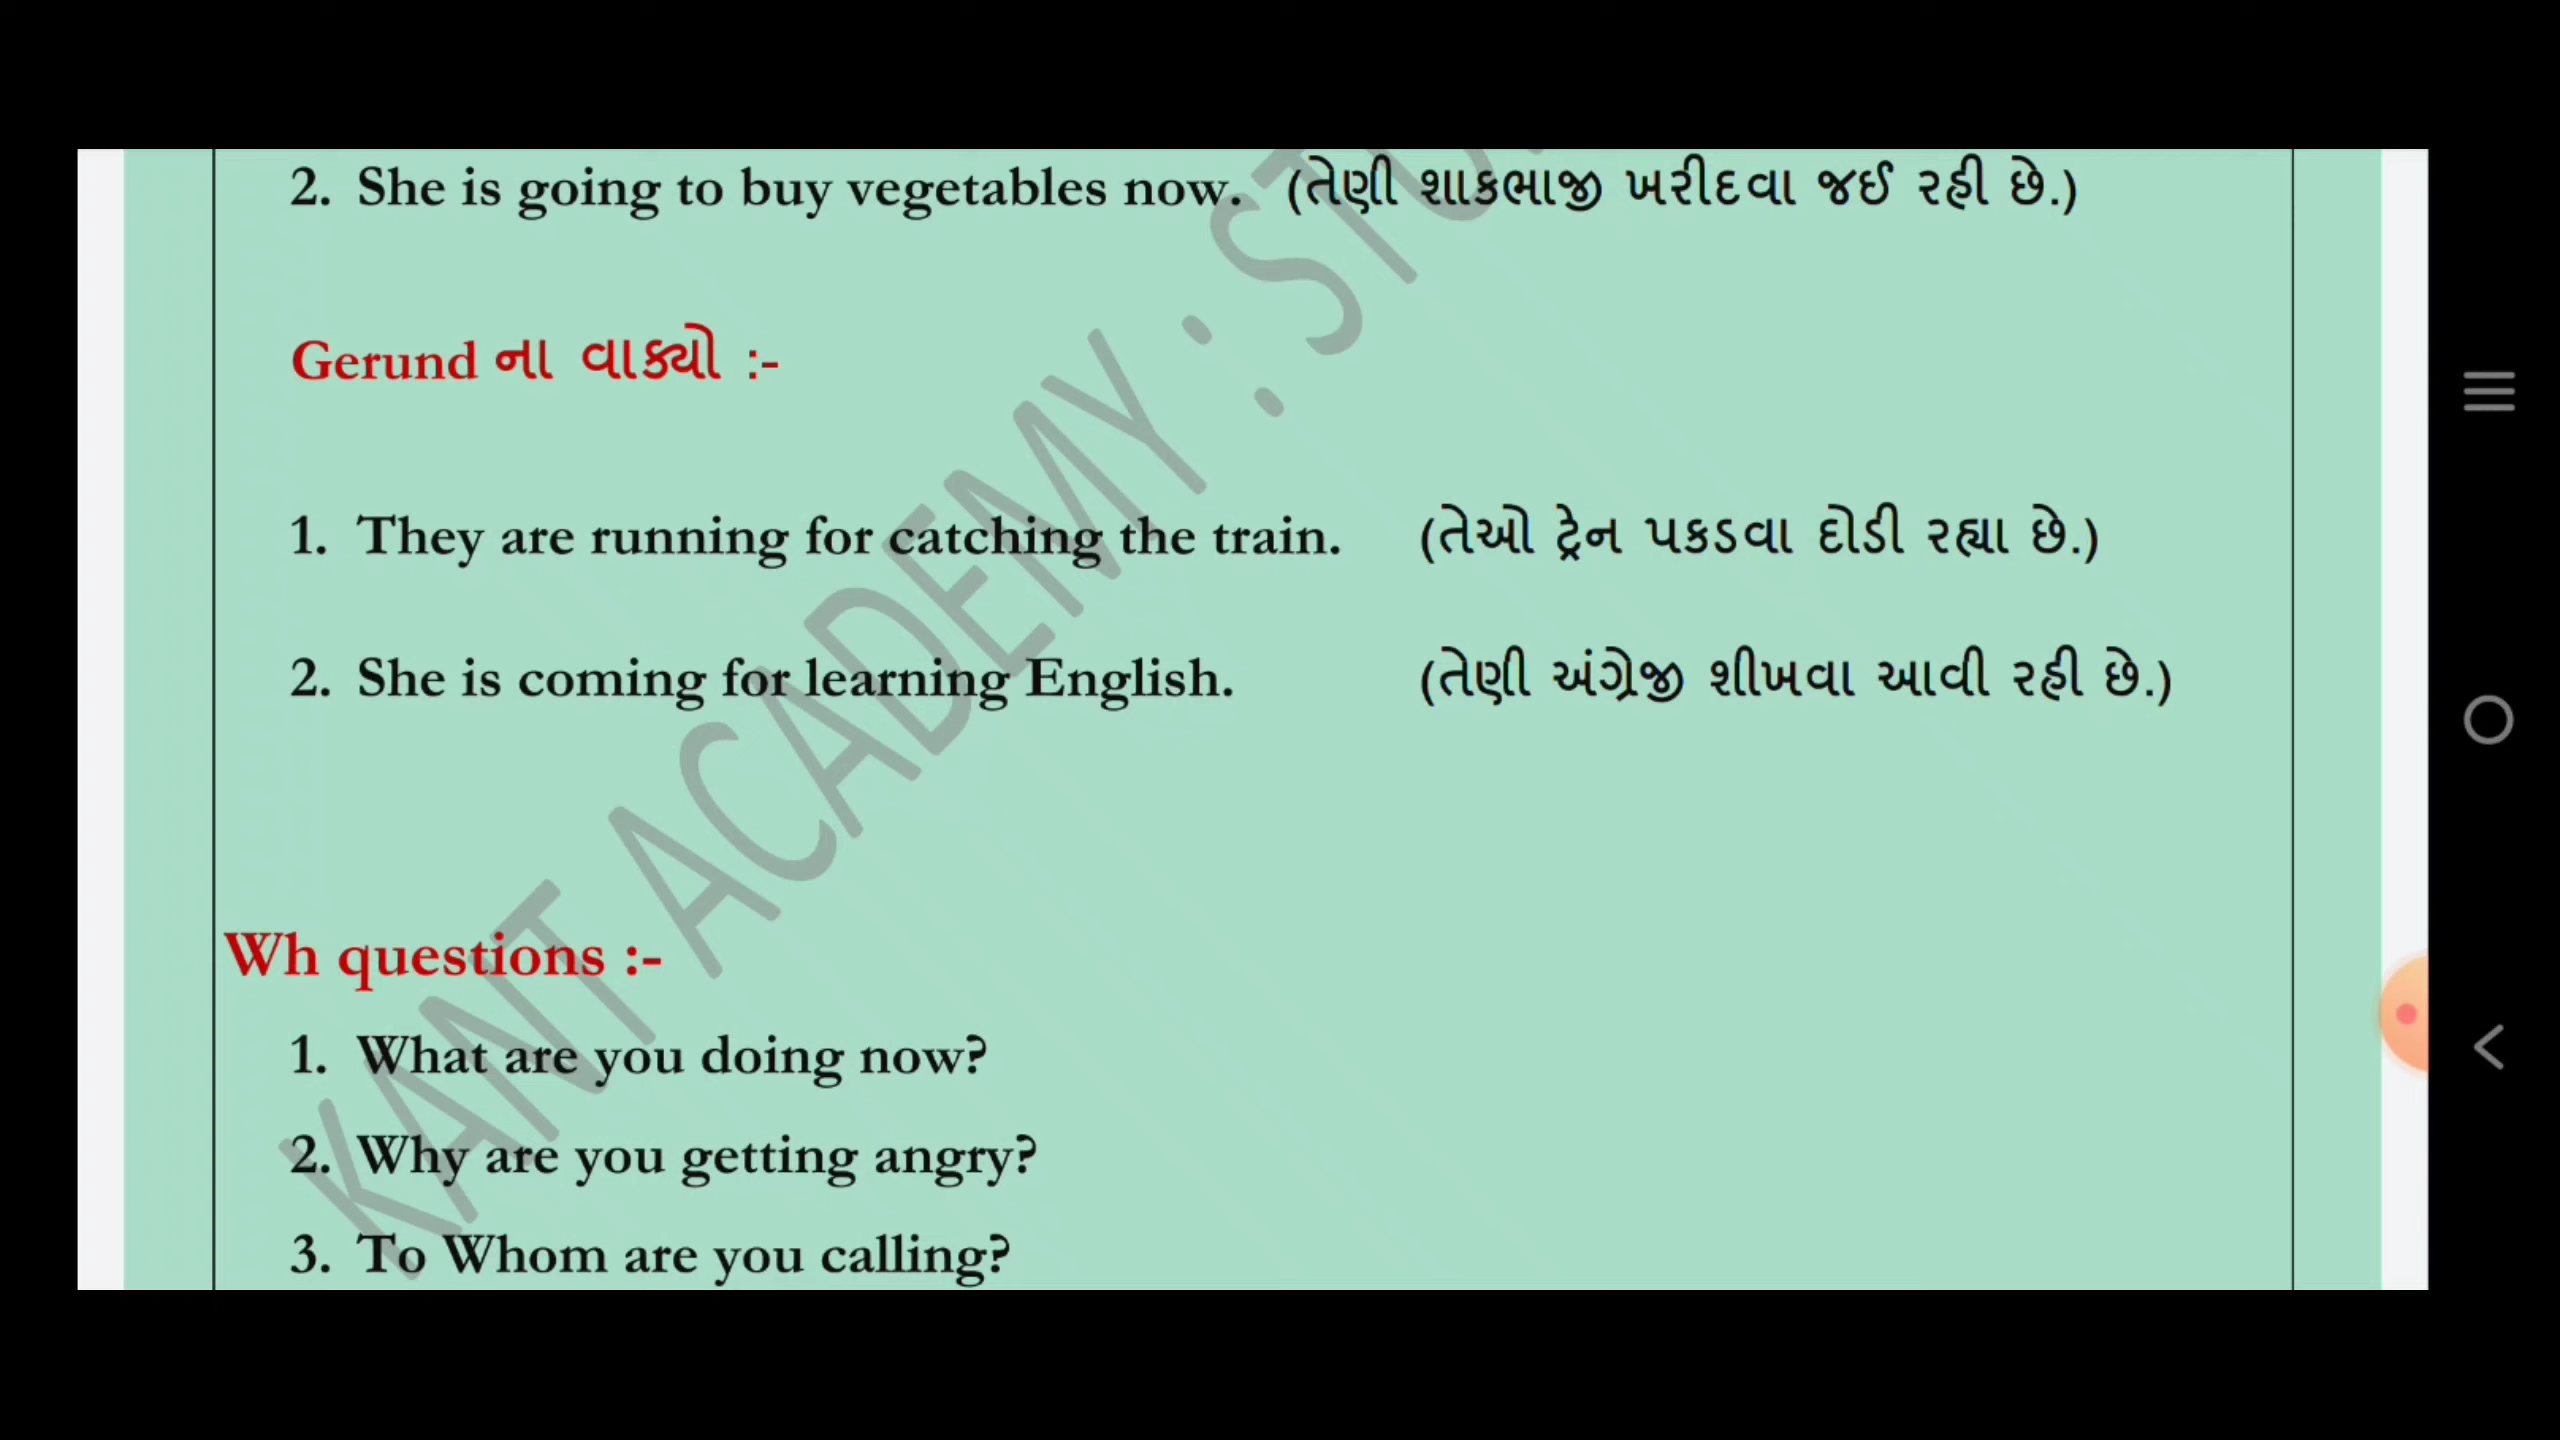 2. She is going to buy vegetables now. (તેણી શાકભાજી ખરીદવા જઈ રહી છે.)
Gerund ના વાક્યો :-
1. They are running for catching the train. (તેઓ ટ્રેન પકડવા દોડી રહ્યા છે.)
2. She is coming for learning English. (તેણી અંગ્રેજી શીખવા આવી રહી છે.)
Wh questions :-
1. What are you doing now?
2. Why are you getting angry?
3. To Whom are you calling?
KANT ACADEMY :